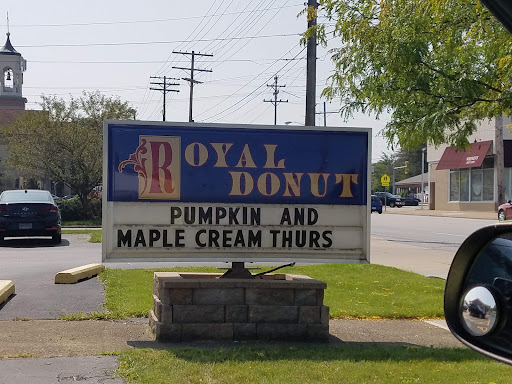 ROYAL
DONUT
PUMPKIN AND
MAPLE CREAM THURS